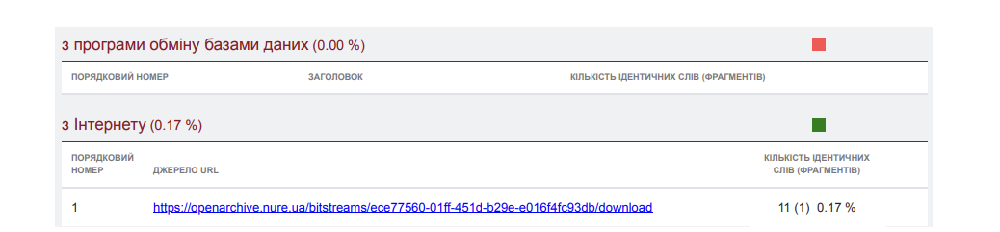 з програми обміну базами даних (0.00 %)
ПОРЯДКОВИЙ НОМЕР ЗАГОЛОВОК КІЛЬКІСТЬ ІДЕНТИЧНИХ СЛІВ (ФРАГМЕНТІВ)
з Інтернету (0.17 %)
ПОРЯДКОВИЙ НОМЕР ДЖЕРЕЛО URL КІЛЬКІСТЬ ІДЕНТИЧНИХ СЛІВ (ФРАГМЕНТІВ)
1 https://openarchive.nure.ua/bitstreams/ece77560-01ff-451d-b29e-e016f4fc93db/download 11 (1) 0.17 %